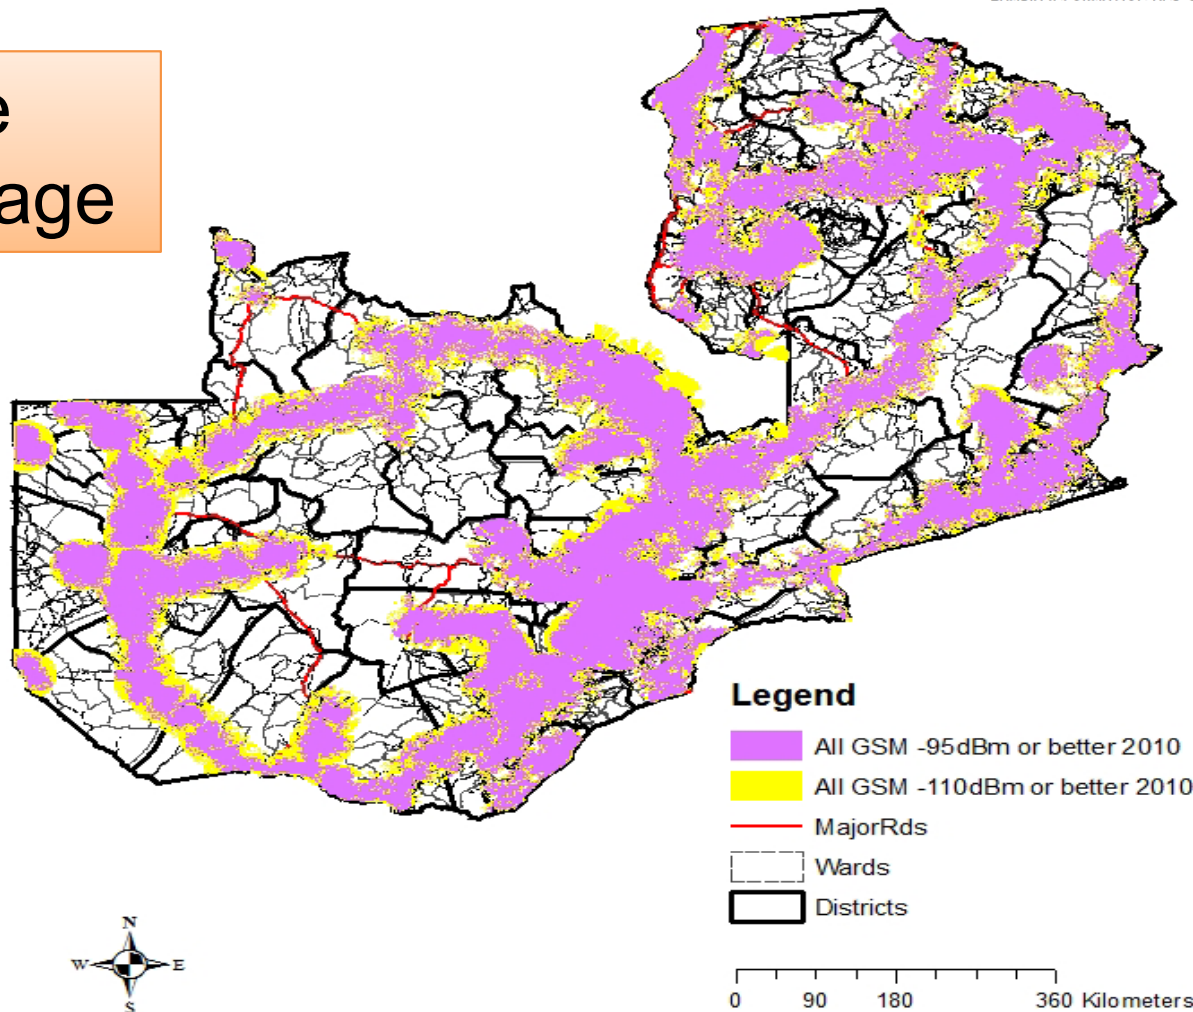 e
age
Legend
All GSM -95dBm or better 2010
All GSM -110dBm or better 2010
MajorRds
Wards
Districts
N
W E
S
0 90 180 360 Kilometers